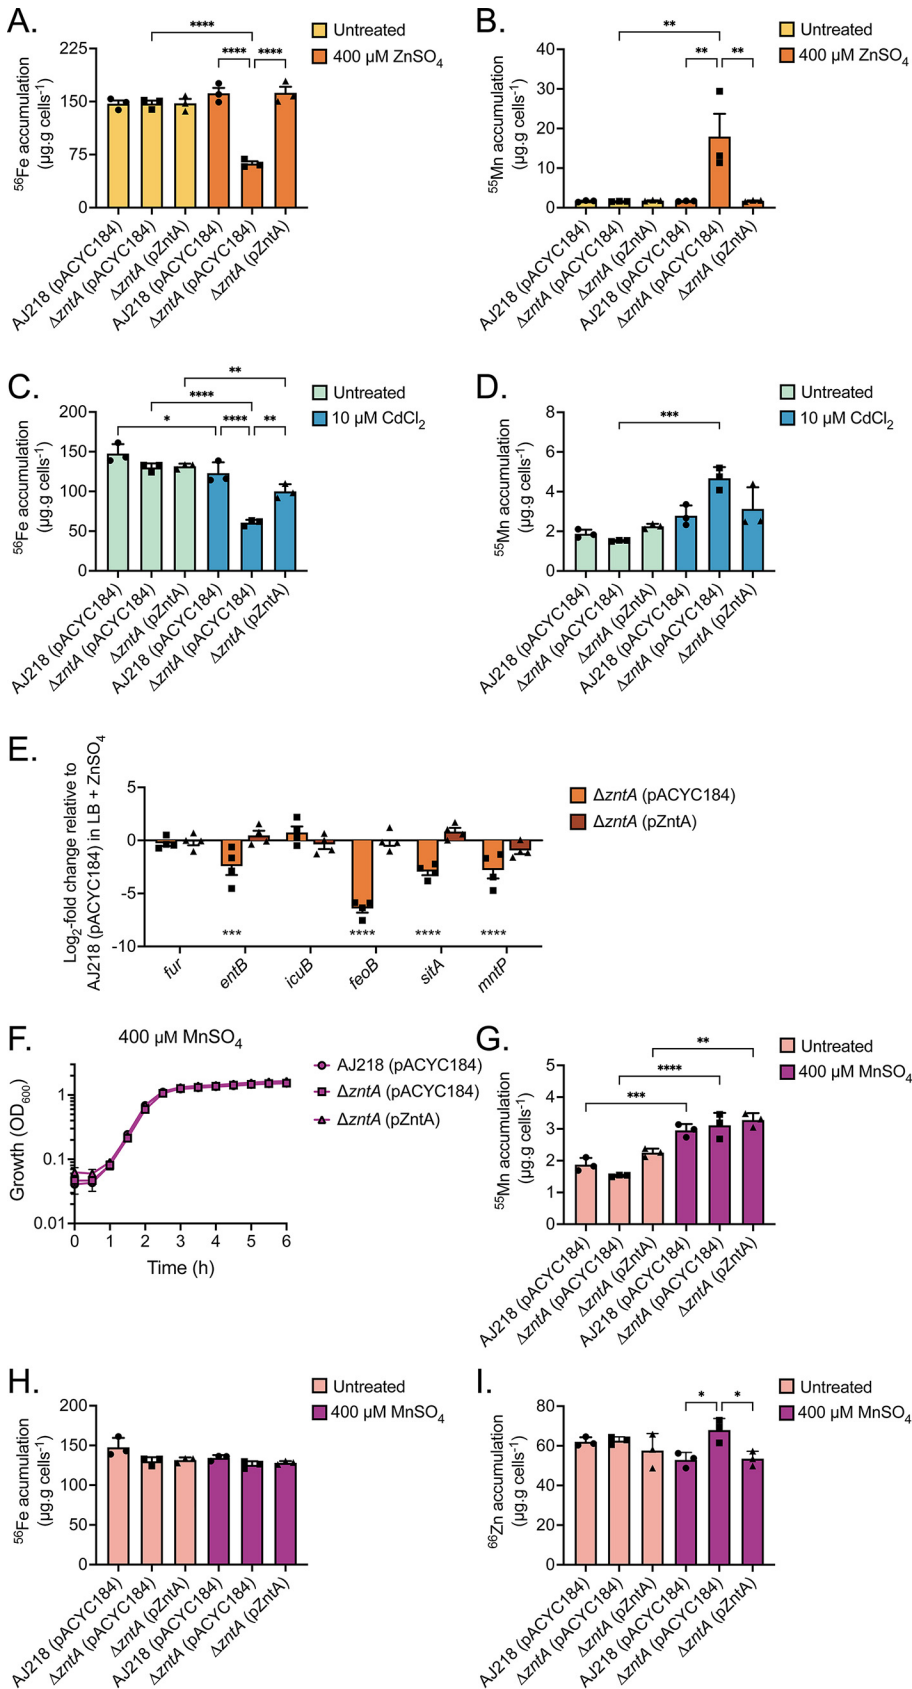 A.
Untreated
400 µM ZnSO4
****
**** ****
56Fe accumulation
(µg.g cells-1)
225
150
75
0
AJ218 (pACYC184)
ΔzntA (pACYC184)
ΔzntA (pZntA)
AJ218 (pACYC184)
ΔzntA (pACYC184)
ΔzntA (pZntA)
B.
Untreated
400 µM ZnSO4
**
** **
55Mn accumulation
(µg.g cells-1)
40
30
20
10
0
AJ218 (pACYC184)
ΔzntA (pACYC184)
ΔzntA (pZntA)
AJ218 (pACYC184)
ΔzntA (pACYC184)
ΔzntA (pZntA)
C.
Untreated
10 µM CdCl2
**
****
* **** **
56Fe accumulation
(µg.g cells-1)
200
150
100
50
0
AJ218 (pACYC184)
ΔzntA (pACYC184)
ΔzntA (pZntA)
AJ218 (pACYC184)
ΔzntA (pACYC184)
ΔzntA (pZntA)
D.
Untreated
10 µM CdCl2
***
55Mn accumulation
(µg.g cells-1)
8
6
4
2
0
AJ218 (pACYC184)
ΔzntA (pACYC184)
ΔzntA (pZntA)
AJ218 (pACYC184)
ΔzntA (pACYC184)
ΔzntA (pZntA)
E.
Log2-fold change relative to
AJ218 (pACYC184) in LB + ZnSO4
5
0
-5
-10
ΔzntA (pACYC184)
ΔzntA (pZntA)
*** **** **** ****
fur entB icuB feoB sitA mntP
F.
400 µM MnSO4
AJ218 (pACYC184)
ΔzntA (pACYC184)
ΔzntA (pZntA)
Growth (OD600)
1
0.1
0.01
0 1 2 3 4 5 6
Time (h)
G.
Untreated
400 µM MnSO4
**
****
***
55Mn accumulation
(µg.g cells-1)
5
4
3
2
1
0
AJ218 (pACYC184)
ΔzntA (pACYC184)
ΔzntA (pZntA)
AJ218 (pACYC184)
ΔzntA (pACYC184)
ΔzntA (pZntA)
H.
Untreated
400 µM MnSO4
56Fe acumulation
(µg.g cells-1)
200
150
100
50
0
AJ218 (pACYC184)
ΔzntA (pACYC184)
ΔzntA (pZntA)
AJ218 (pACYC184)
ΔzntA (pACYC184)
ΔzntA (pZntA)
I.
Untreated
400 µM MnSO4
* *
66Zn accumulation
(µg.g cells-1)
80
60
40
20
0
AJ218 (pACYC184)
ΔzntA (pACYC184)
ΔzntA (pZntA)
AJ218 (pACYC184)
ΔzntA (pACYC184)
ΔzntA (pZntA)